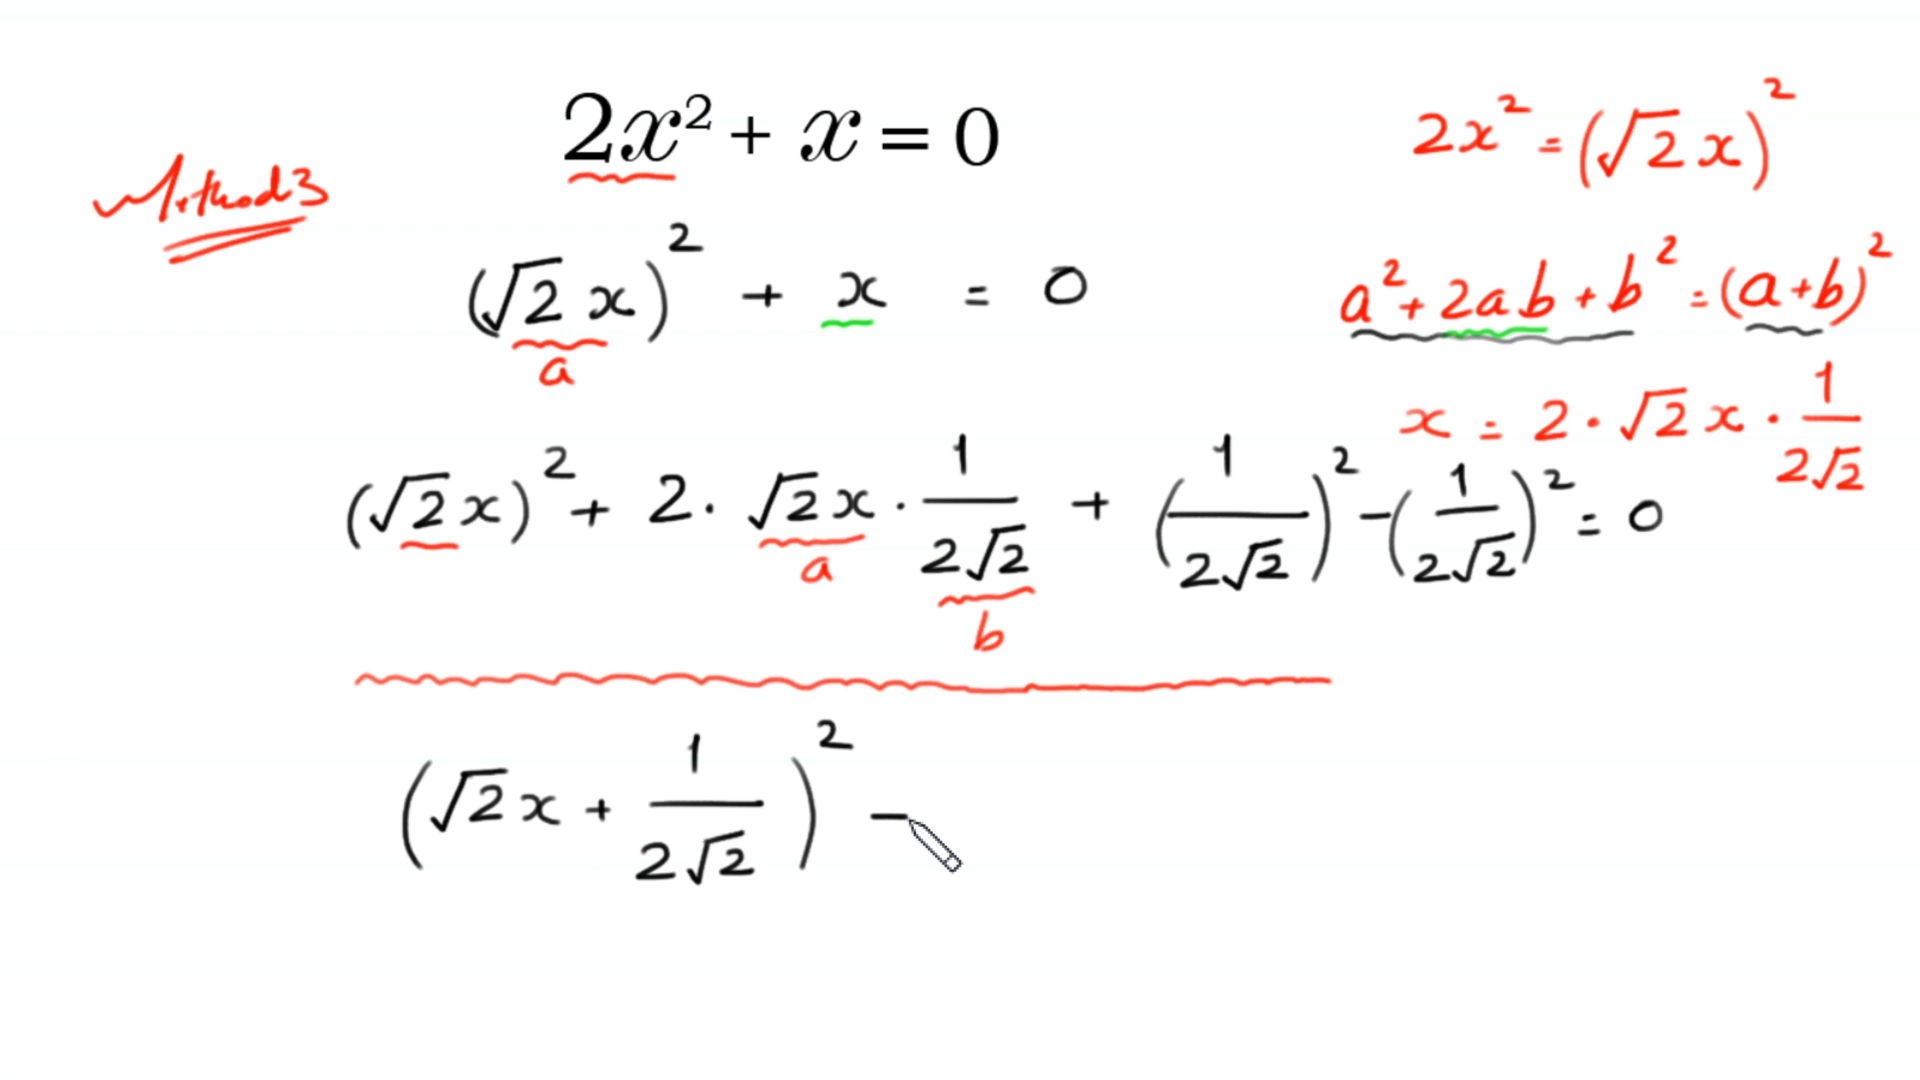 2x² + x = 0
Method 3
2x² = (√2 x)²
(√2 x)² + x = 0
a
a² + 2ab + b² = (a + b)²
x = 2 · √2 x · 1/(2√2)
(√2 x)² + 2 · √2 x · 1/(2√2) + (1/(2√2))² - (1/(2√2))² = 0
a
b
(√2 x + 1/(2√2))² -